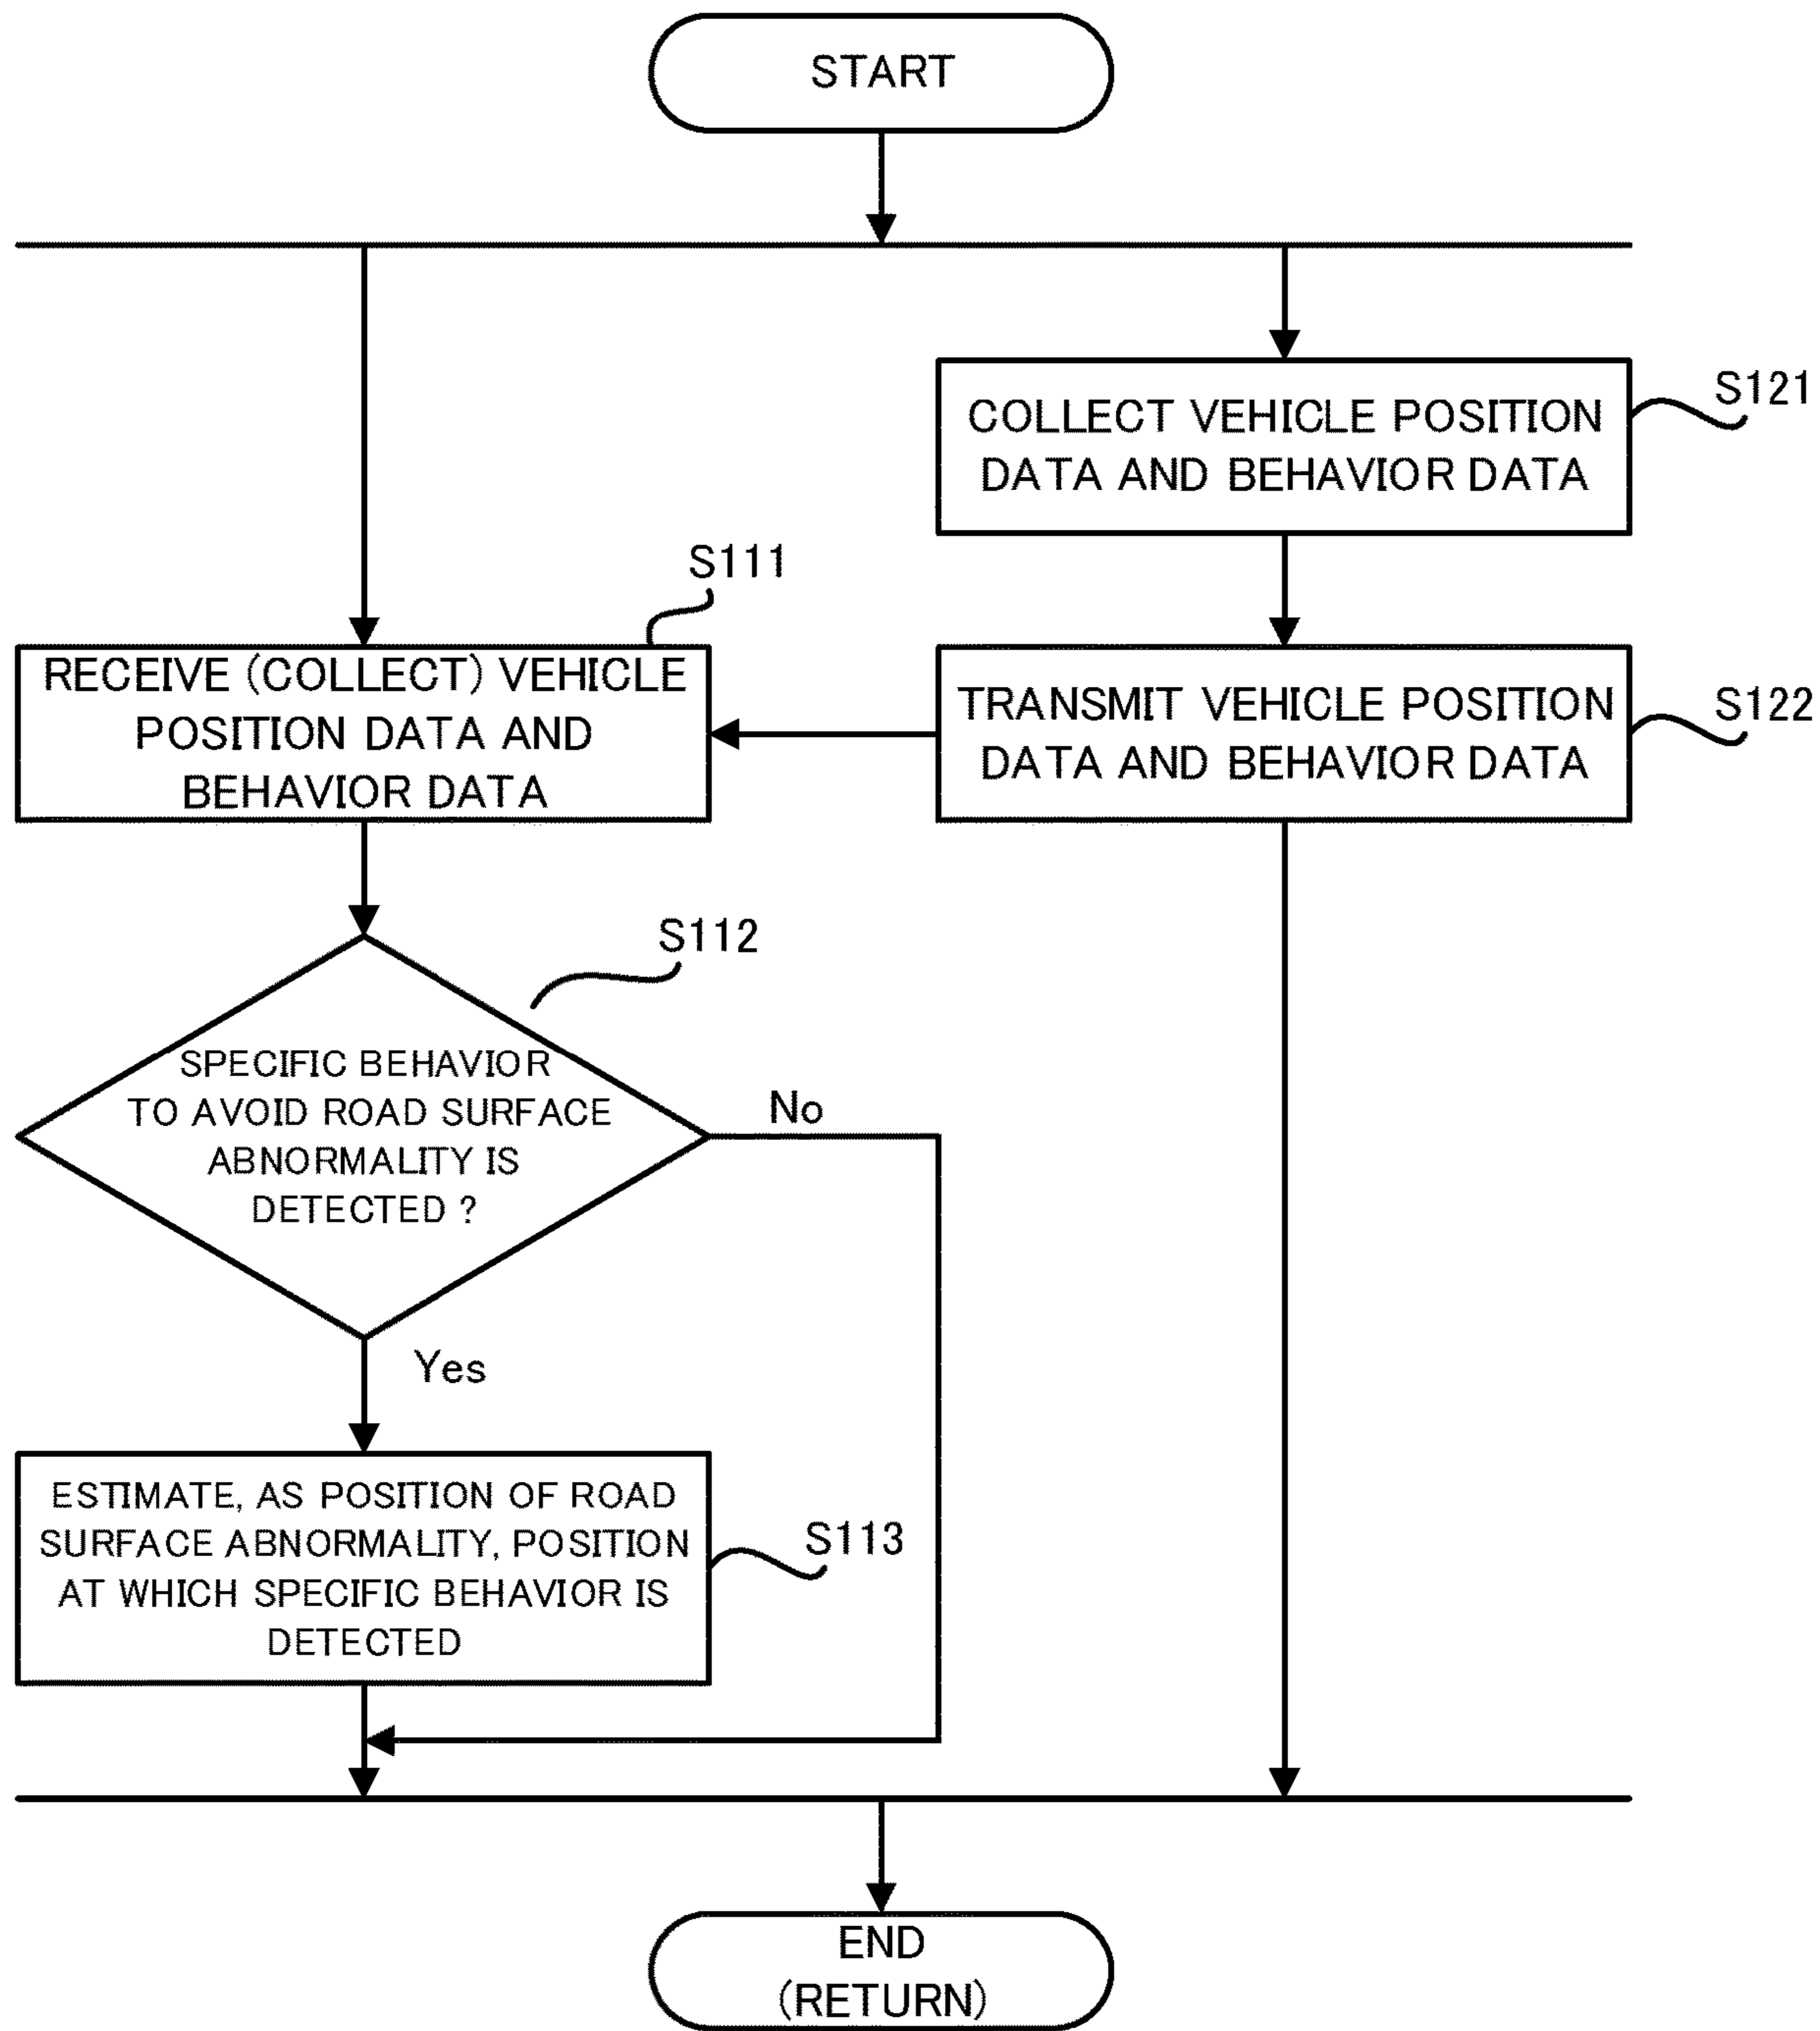 START
COLLECT VEHICLE POSITION
DATA AND BEHAVIOR DATA
S121
S111
RECEIVE (COLLECT) VEHICLE
POSITION DATA AND
BEHAVIOR DATA
TRANSMIT VEHICLE POSITION
DATA AND BEHAVIOR DATA
S122
S112
SPECIFIC BEHAVIOR
TO AVOID ROAD SURFACE
ABNORMALITY IS
DETECTED ?
No
Yes
ESTIMATE, AS POSITION OF ROAD
SURFACE ABNORMALITY, POSITION
AT WHICH SPECIFIC BEHAVIOR IS
DETECTED
S113
END
(RETURN)